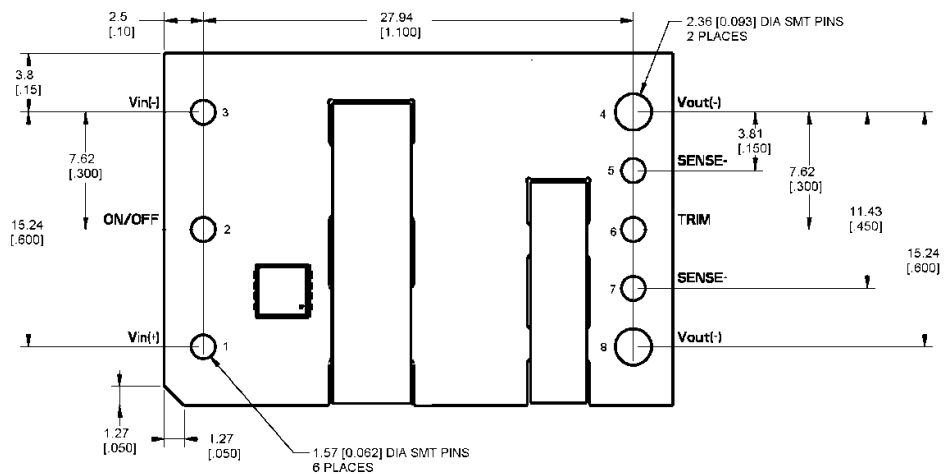 2.5
[.10]
27.94
[1.100]
2.36 [0.093] DIA SMT PINS
2 PLACES
3.8
[.15]
Vin(-)
3
4
Vout(-)
3.81
[.150]
7.62
[.300]
5
SENSE-
7.62
[.300]
ON/OFF
2
6
TRIM
11.43
[.450]
15.24
[.600]
15.24
[.600]
7
SENSE-
Vin(+)
1
8
Vout(-)
1.27
[.050]
1.27
[.050]
1.57 [0.062] DIA SMT PINS
6 PLACES